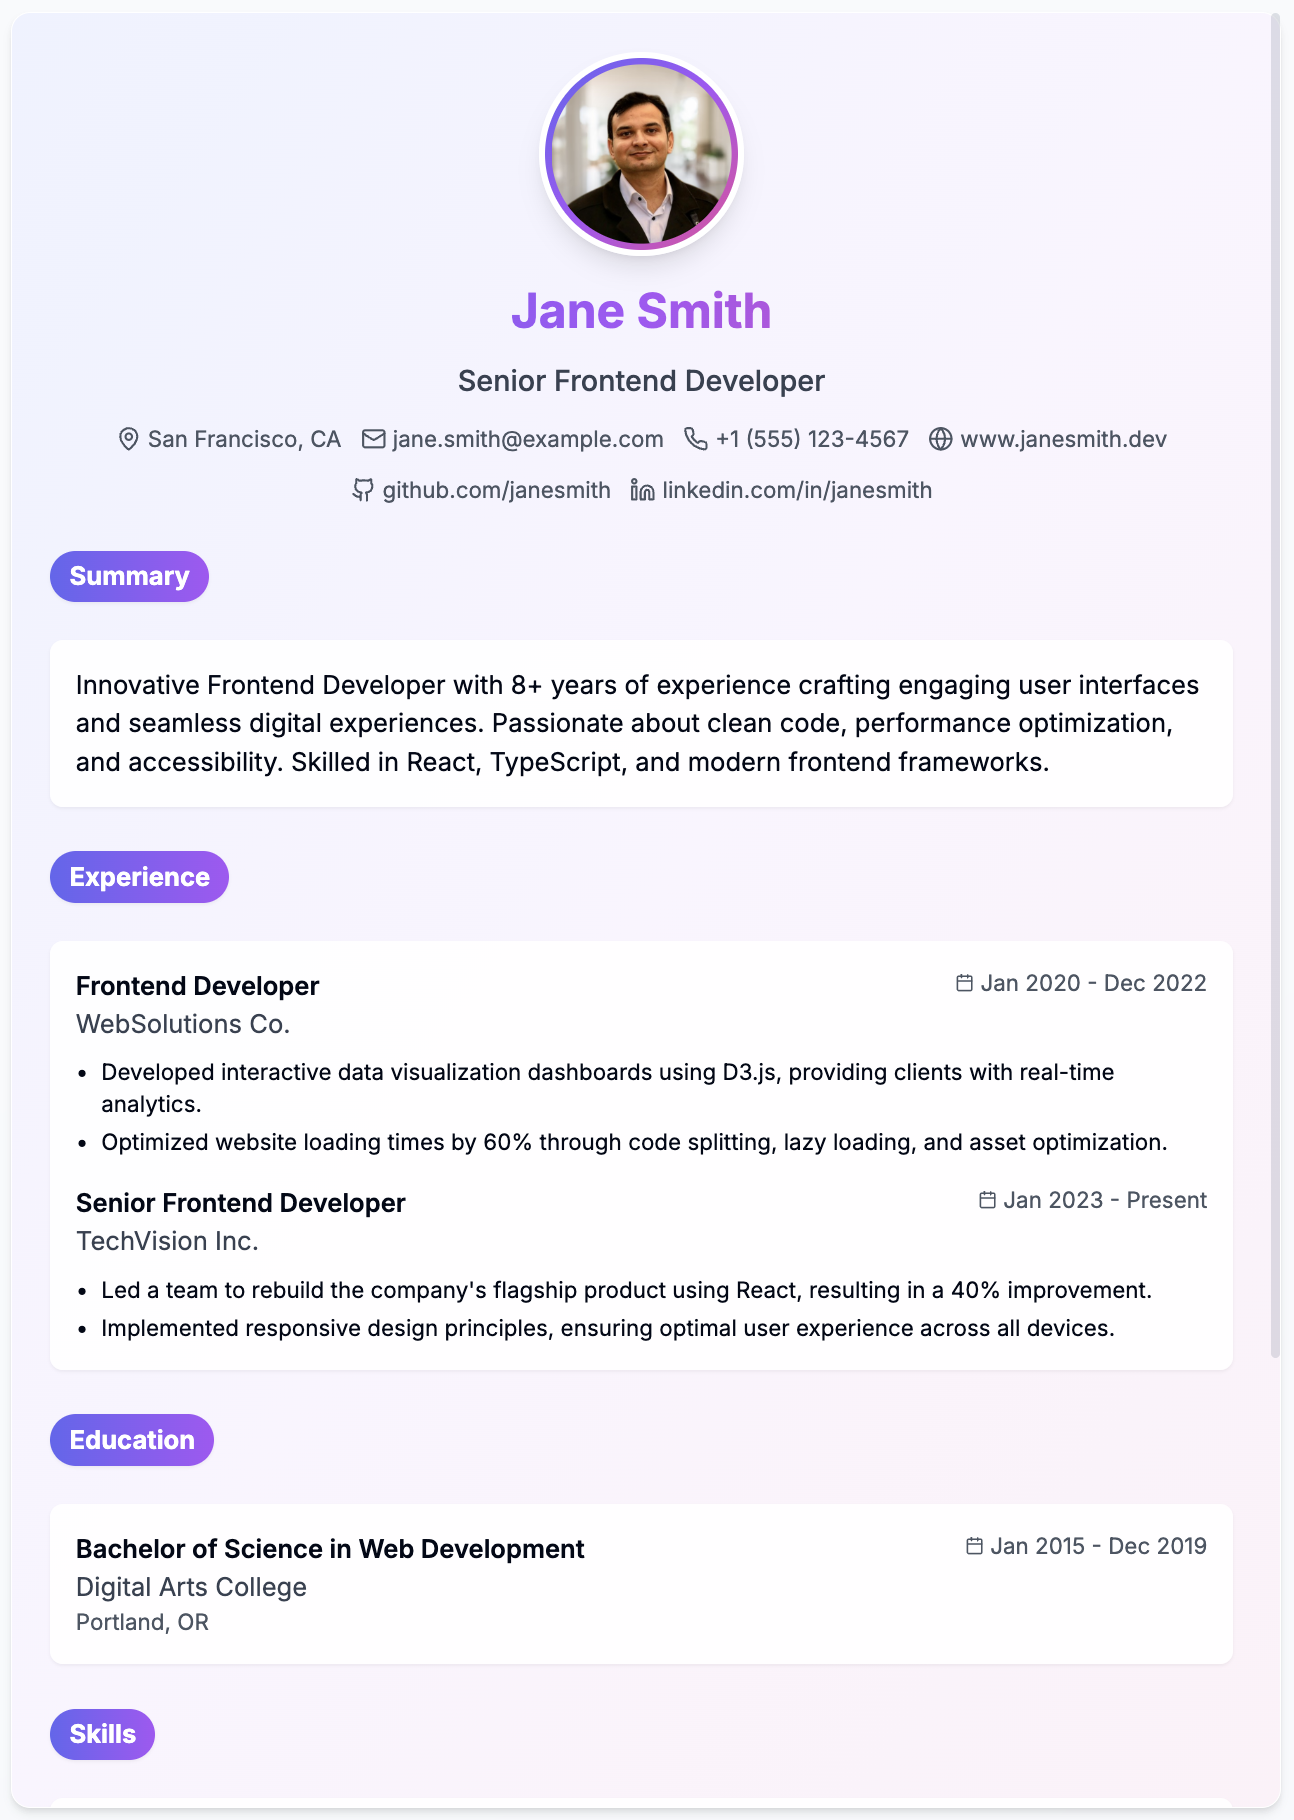 Jane Smith
Senior Frontend Developer
San Francisco, CA jane.smith@example.com +1 (555) 123-4567 www.janesmith.dev
github.com/janesmith linkedin.com/in/janesmith
Summary
Innovative Frontend Developer with 8+ years of experience crafting engaging user interfaces
and seamless digital experiences. Passionate about clean code, performance optimization,
and accessibility. Skilled in React, TypeScript, and modern frontend frameworks.
Experience
Frontend Developer Jan 2020 - Dec 2022
WebSolutions Co.
• Developed interactive data visualization dashboards using D3.js, providing clients with real-time
analytics.
• Optimized website loading times by 60% through code splitting, lazy loading, and asset optimization.
Senior Frontend Developer Jan 2023 - Present
TechVision Inc.
• Led a team to rebuild the company's flagship product using React, resulting in a 40% improvement.
• Implemented responsive design principles, ensuring optimal user experience across all devices.
Education
Bachelor of Science in Web Development Jan 2015 - Dec 2019
Digital Arts College
Portland, OR
Skills